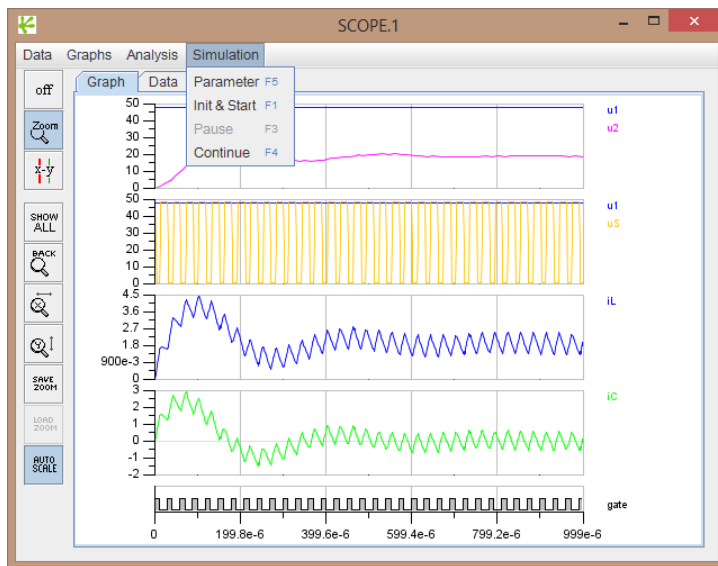 SCOPE.1
Data Graphs Analysis Simulation
Parameter F5
Init & Start F1
Pause F3
Continue F4
Graph Data
off
Zoom
x-y
SHOW
ALL
BACK
SAVE
ZOOM
LOAD
ZOOM
AUTO
SCALE
50
40
30
20
10
0
u1
u2
50
40
30
20
10
0
u1
uS
4.5
3.6
2.7
1.8
900e-3
0
iL
3
2
1
0
-1
-2
iC
gate
0 199.8e-6 399.6e-6 599.4e-6 799.2e-6 999e-6